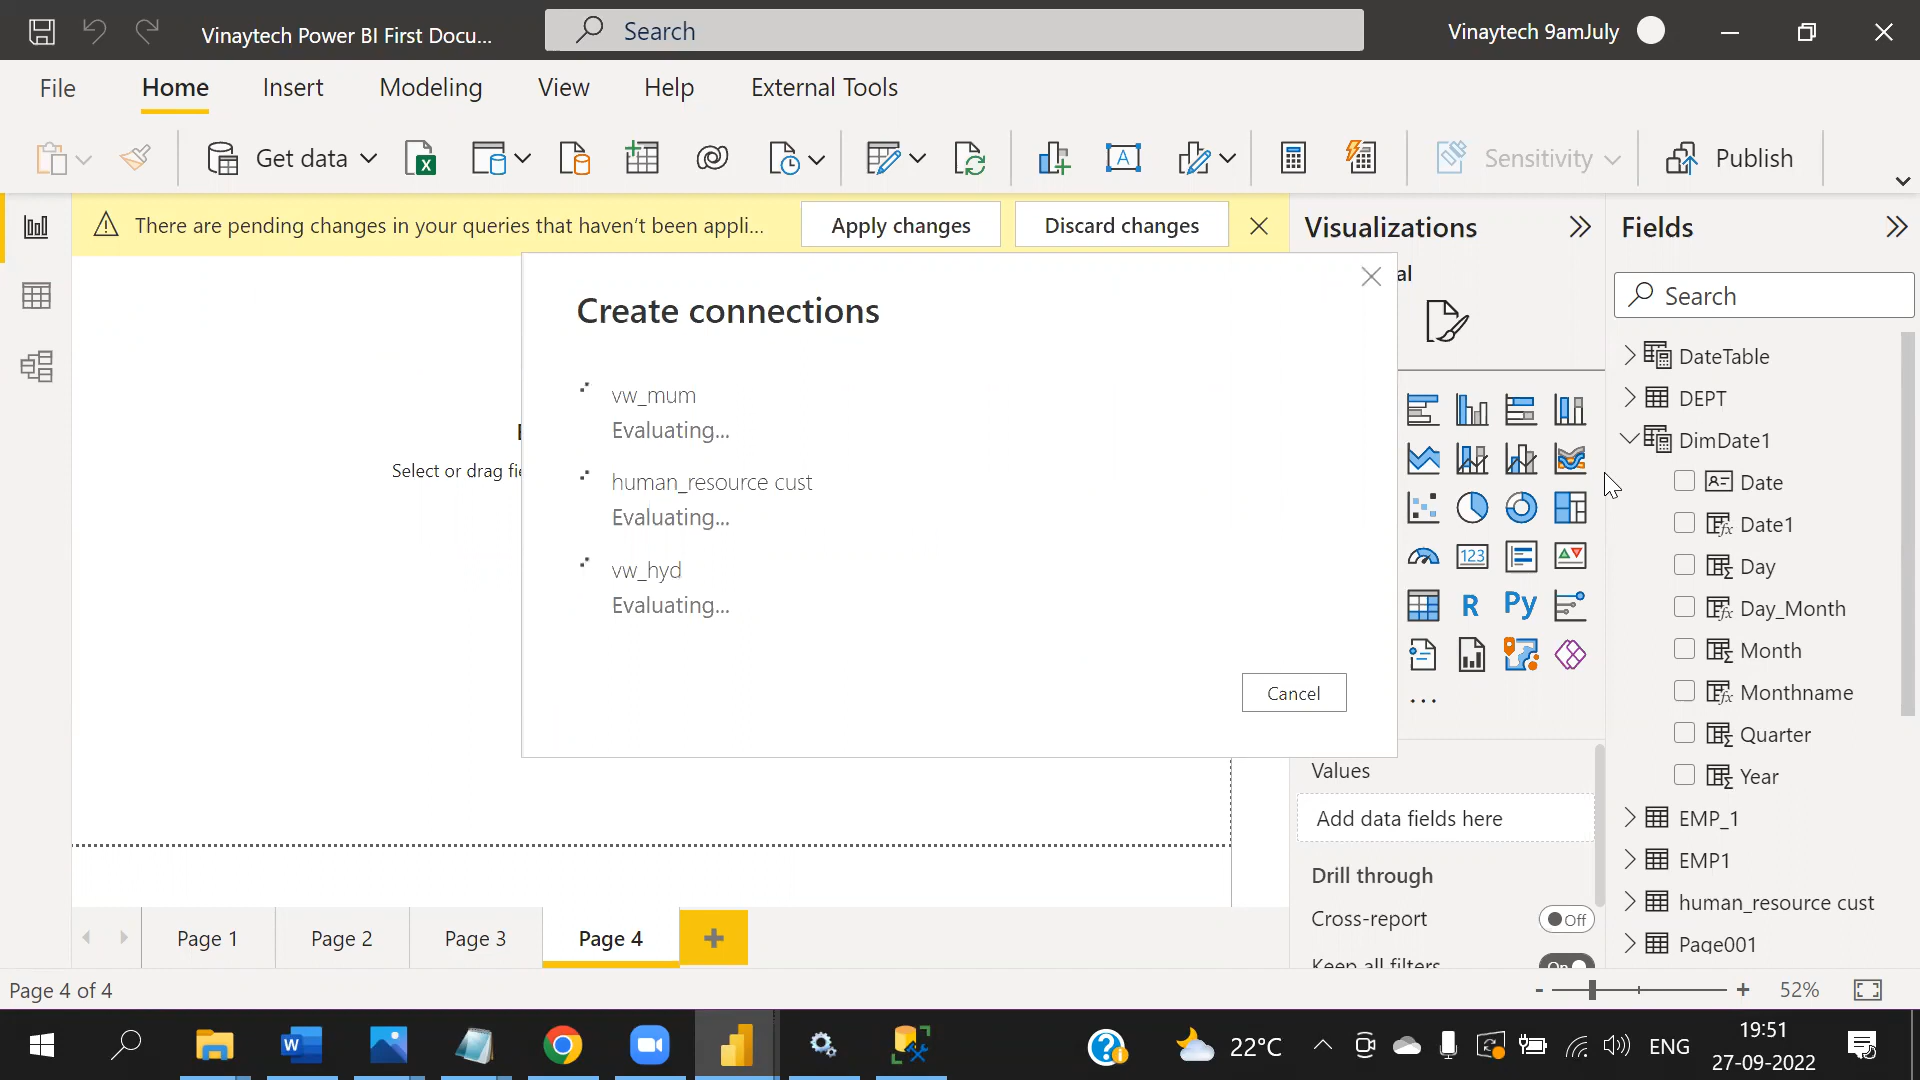 Vinaytech Power BI First Docu...
Search
Vinaytech 9amJuly
File
Home
Insert
Modeling
View
Help
External Tools
Get data
Sensitivity
Publish
There are pending changes in your queries that haven't been appli...
Apply changes
Discard changes
Visualizations
Fields
al
Search
Create connections
vw_mum
Evaluating...
human_resource cust
Evaluating...
vw_hyd
Evaluating...
Cancel
Select or drag fie
R
Py
123
Values
Add data fields here
Drill through
Cross-report
Off
Keep all filters
On
DateTable
DEPT
DimDate1
Date
Date1
Day
Day_Month
Month
Monthname
Quarter
Year
EMP_1
EMP1
human_resource cust
Page001
Page 1
Page 2
Page 3
Page 4
Page 4 of 4
- + 52%
22°C
ENG
19:51
27-09-2022